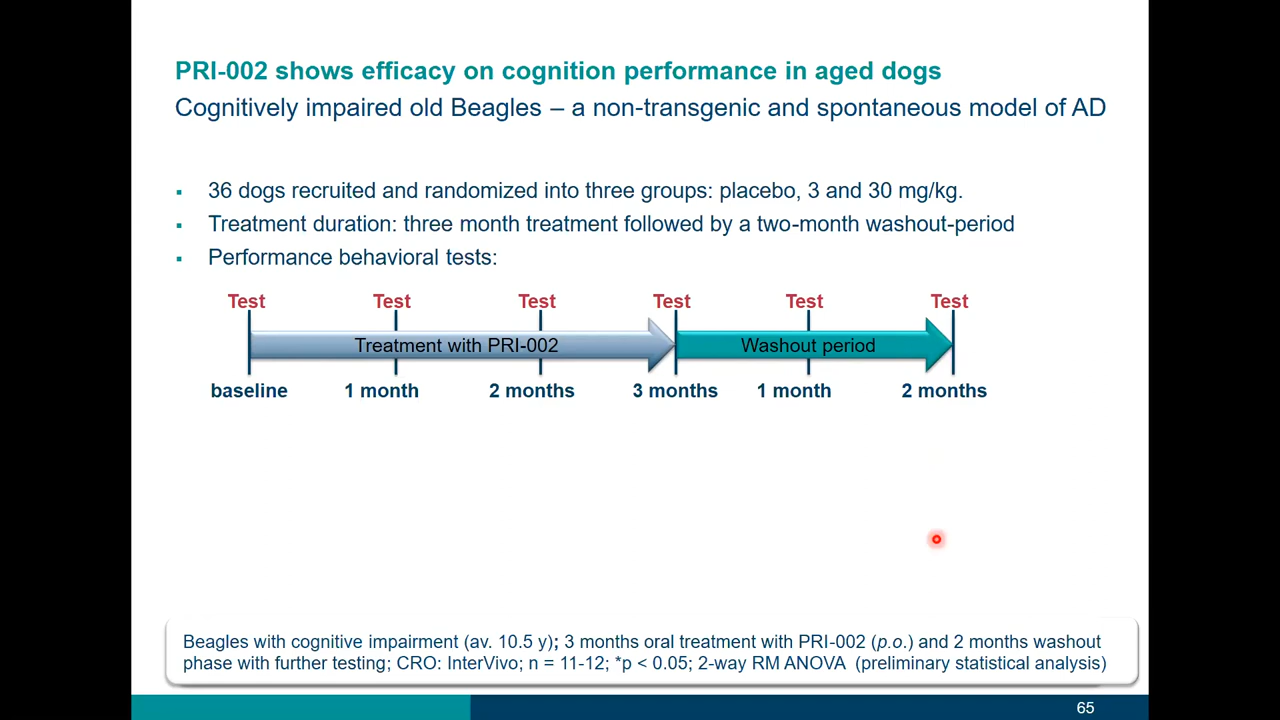 PRI-002 shows efficacy on cognition performance in aged dogs
Cognitively impaired old Beagles – a non-transgenic and spontaneous model of AD
▪ 36 dogs recruited and randomized into three groups: placebo, 3 and 30 mg/kg.
▪ Treatment duration: three month treatment followed by a two-month washout-period
▪ Performance behavioral tests:
Test Test Test Test Test Test
Treatment with PRI-002 Washout period
baseline 1 month 2 months 3 months 1 month 2 months
Beagles with cognitive impairment (av. 10.5 y); 3 months oral treatment with PRI-002 (p.o.) and 2 months washout
phase with further testing; CRO: InterVivo; n = 11-12; *p < 0.05; 2-way RM ANOVA (preliminary statistical analysis)
65